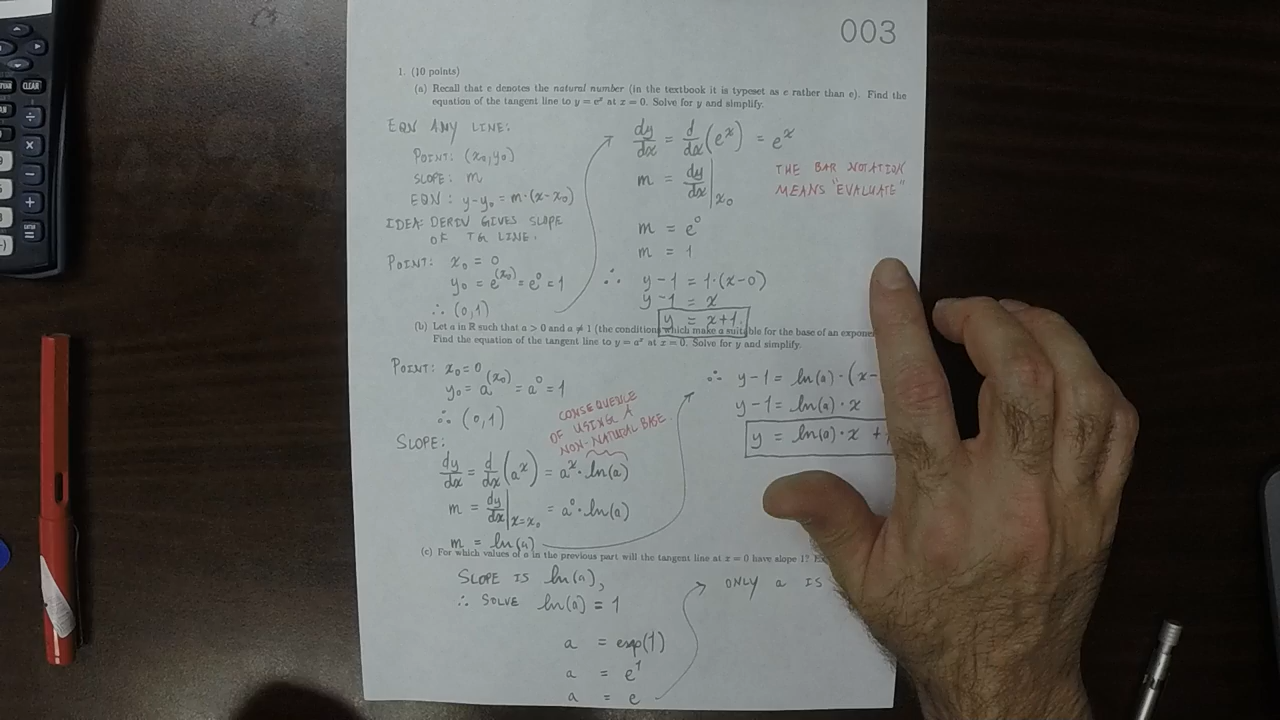 003
1. (10 points)
(a) Recall that e denotes the natural number (in the textbook it is typeset as e rather than e). Find the
equation of the tangent line to y = e^x at x = 0. Solve for y and simplify.
EQN ANY LINE:
POINT: (x₀, y₀)
SLOPE: m
EQN: y-y₀ = m·(x-x₀)
IDEA: DERIV GIVES SLOPE
OF TG LINE.
POINT: x₀ = 0
y₀ = e^(x₀) = e^0 = 1
∴ (0,1)
dy/dx = d/dx (e^x) = e^x
m = dy/dx |x₀
THE BAR NOTATION
MEANS "EVALUATE"
m = e^0
m = 1
∴ y-1 = 1·(x-0)
y-1 = x
y = x+1.
(b) Let a in ℝ such that a > 0 and a ≠ 1 (the conditions which make a suitable for the base of an
Find the equation of the tangent line to y = a^x at x = 0. Solve for y and simplify.
POINT: x₀ = 0
y₀ = a^(x₀) = a^0 = 1
∴ (0,1)
SLOPE:
CONSEQUENCE
OF USING A
NON-NATURAL BASE
dy/dx = d/dx (a^x) = a^x · ln(a)
m = dy/dx |x=x₀ = a^0 · ln(a)
m = ln(a)
∴ y-1 = ln(a)·(x-
y-1 = ln(a)·x
y = ln(a)·x +
(c) For which values of a in the previous part will the tangent line at x = 0 have slope 1?
SLOPE IS ln(a),
∴ SOLVE ln(a) = 1
a = exp(1)
a = e^1
a = e
ONLY a IS
CLEAR
÷
×
−
+
ENTER
=